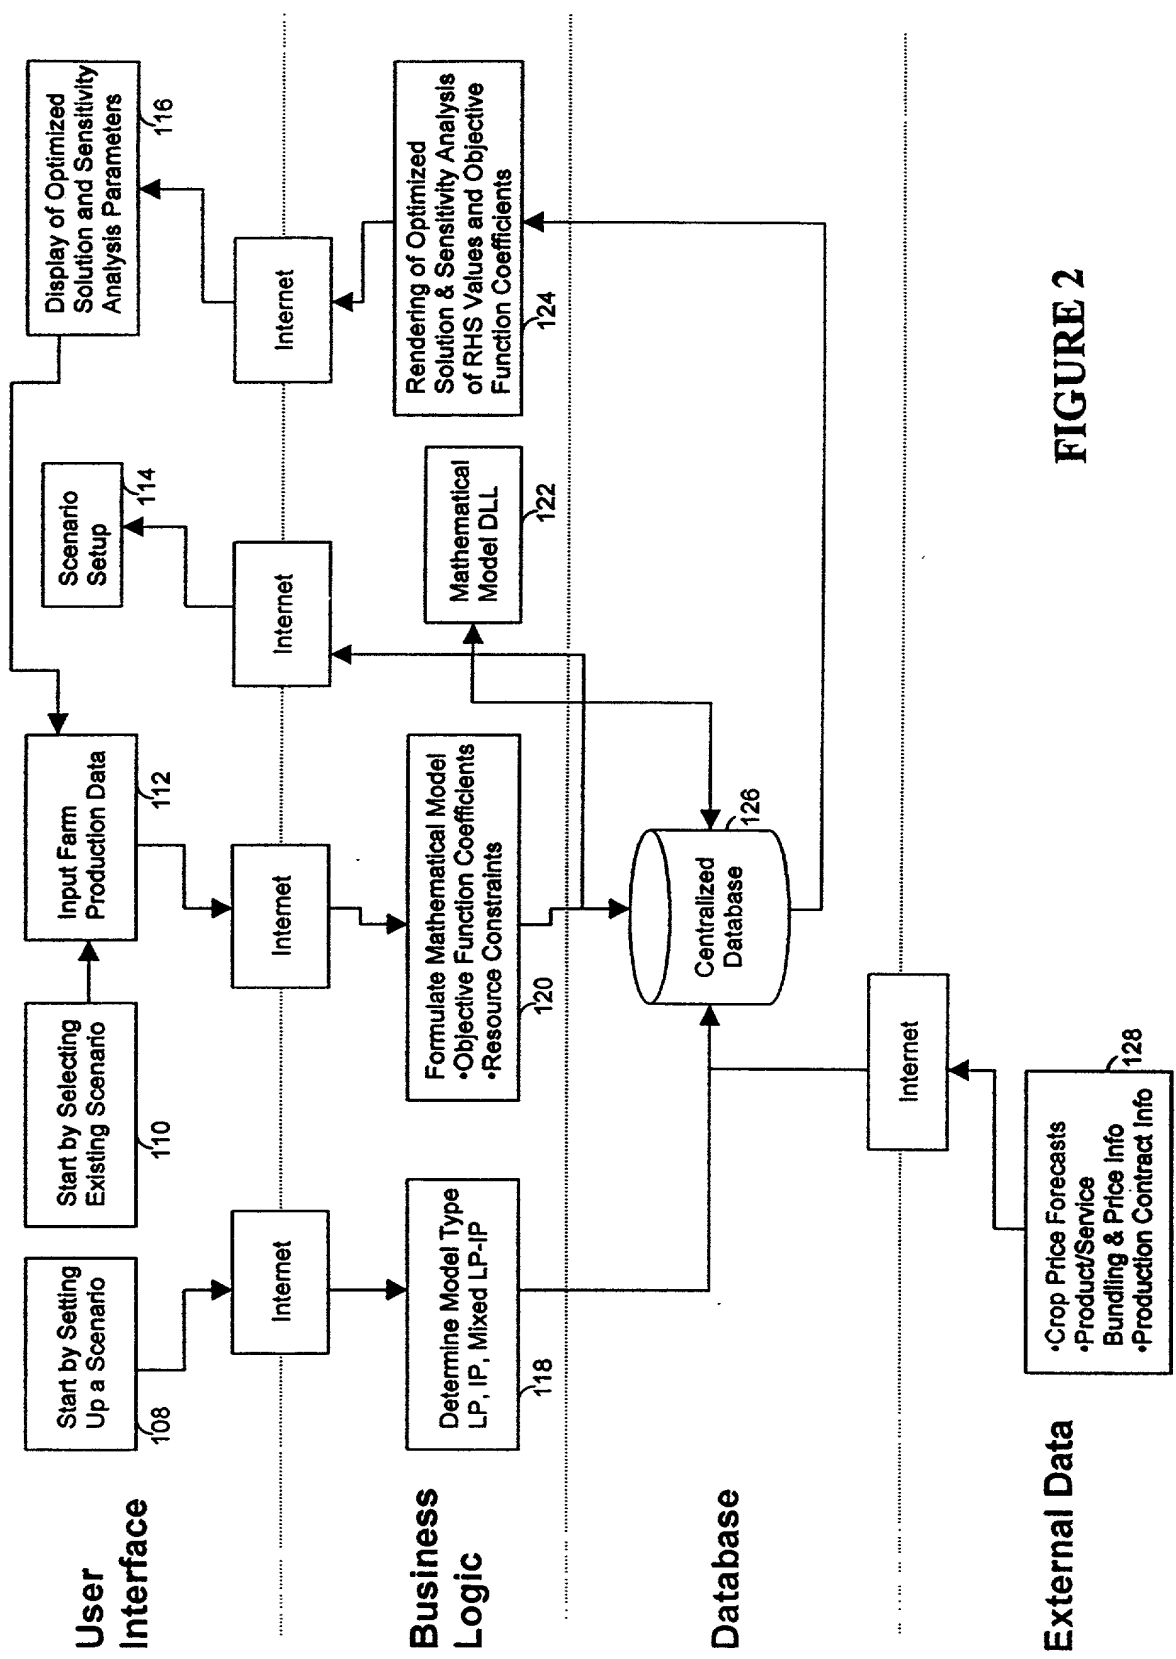 User
Interface
Start by Setting
Up a Scenario
108
Start by Selecting
Existing Scenario
110
Input Farm
Production Data
112
Scenario
Setup
114
Display of Optimized
Solution and Sensitivity
Analysis Parameters
116
Internet
Internet
Internet
Internet
Business
Logic
Determine Model Type
LP, IP, Mixed LP-IP
118
Formulate Mathematical Model
•Objective Function Coefficients
•Resource Constraints
120
Mathematical
Model DLL
122
Rendering of Optimized
Solution & Sensitivity Analysis
of RHS Values and Objective
Function Coefficients
124
Database
Centralized
Database
126
Internet
External Data
•Crop Price Forecasts
•Product/Service
Bundling & Price Info
•Production Contract Info
128
FIGURE 2